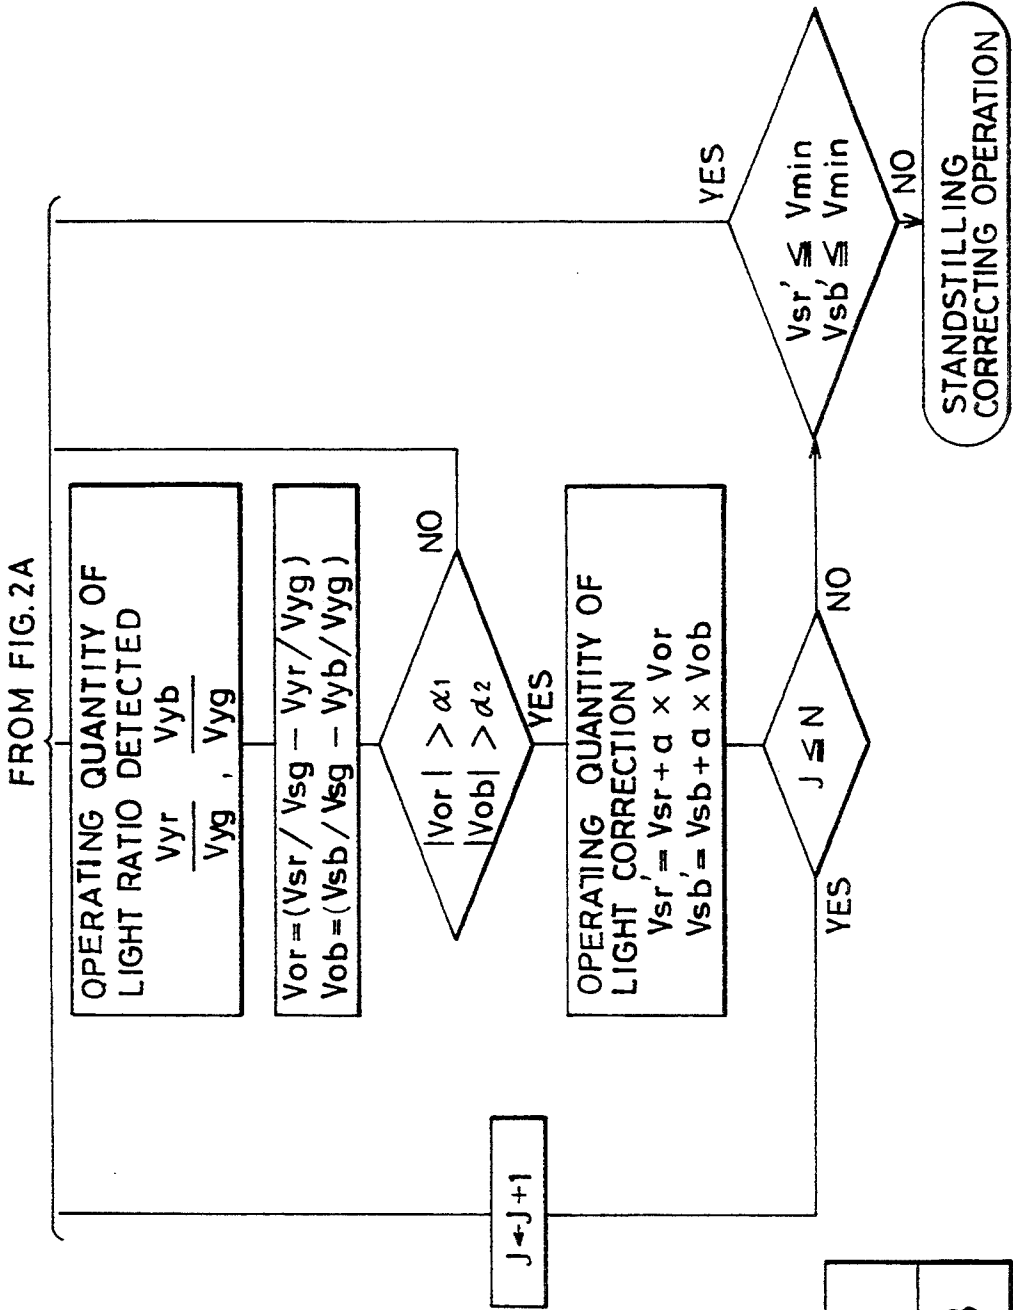 FROM FIG. 2A
OPERATING QUANTITY OF
LIGHT RATIO DETECTED
Vyr/Vyg , Vyb/Vyg
Vor=(Vsr/Vsg - Vyr/Vyg)
Vob=(Vsb/Vsg - Vyb/Vyg)
|Vor| > α1
|Vob| > α2
NO
YES
OPERATING QUANTITY OF
LIGHT CORRECTION
Vsr' = Vsr + a × Vor
Vsb' = Vsb + a × Vob
J ≦ N
YES
NO
J←J+1
Vsr' ≦ Vmin
Vsb' ≦ Vmin
YES
NO
STANDSTILLING
CORRECTING OPERATION